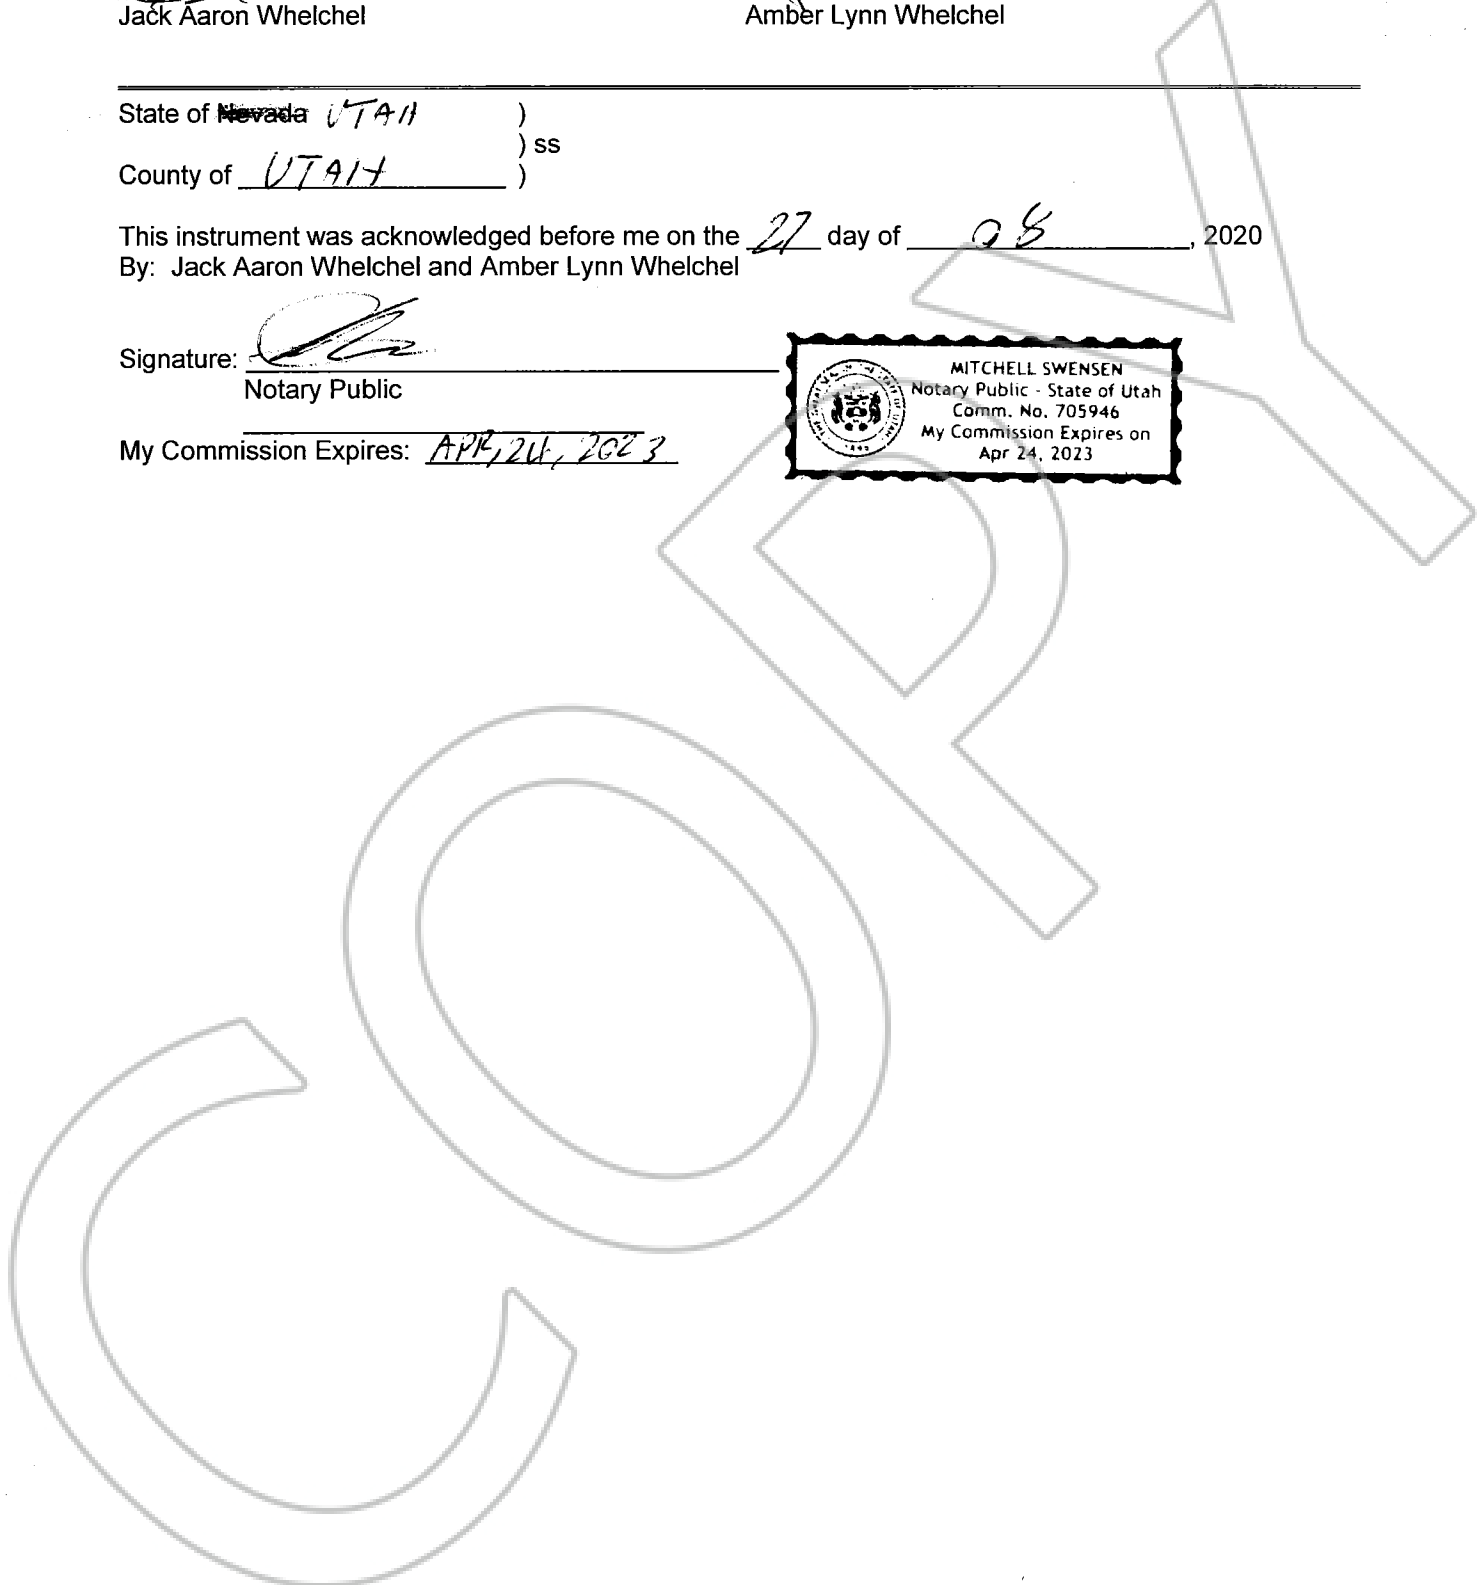 Jack Aaron Whelchel Amber Lynn Whelchel
State of Nevada UTAH )
) ss
County of UTAH )
This instrument was acknowledged before me on the 27 day of 08, 2020
By: Jack Aaron Whelchel and Amber Lynn Whelchel
Signature:
Notary Public
MITCHELL SWENSEN
Notary Public - State of Utah
Comm. No. 705946
My Commission Expires on
Apr 24, 2023
My Commission Expires: APR, 24, 2023
COPY